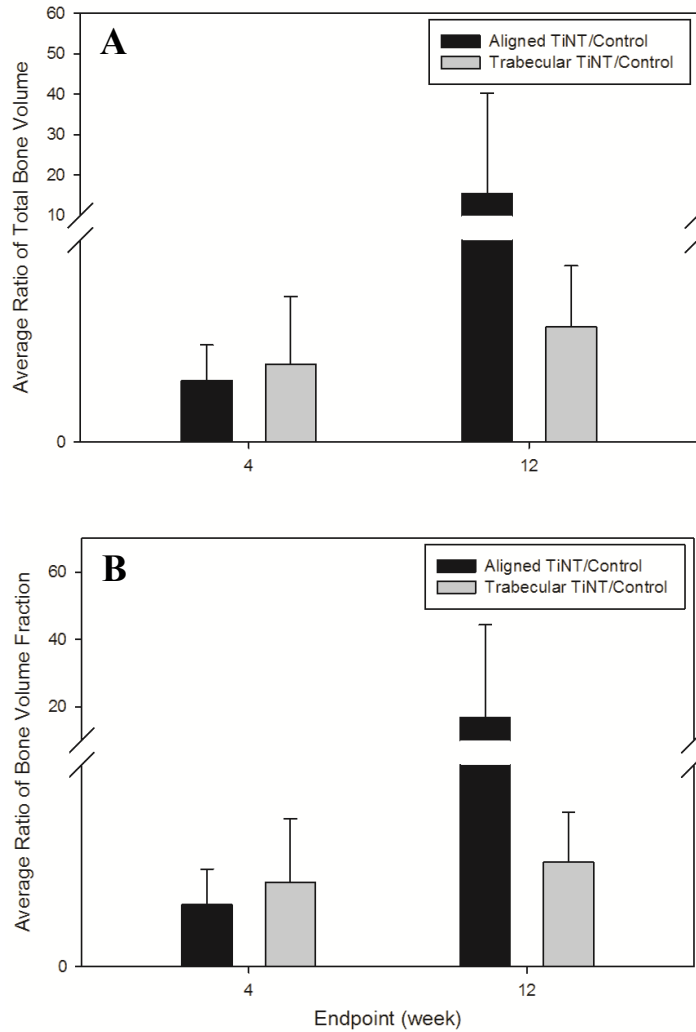 A
Aligned TiNT/Control
Trabecular TiNT/Control
Average Ratio of Total Bone Volume
60
50
40
30
20
10
0
4 12
B
Aligned TiNT/Control
Trabecular TiNT/Control
Average Ratio of Bone Volume Fraction
60
40
20
0
4 12
Endpoint (week)